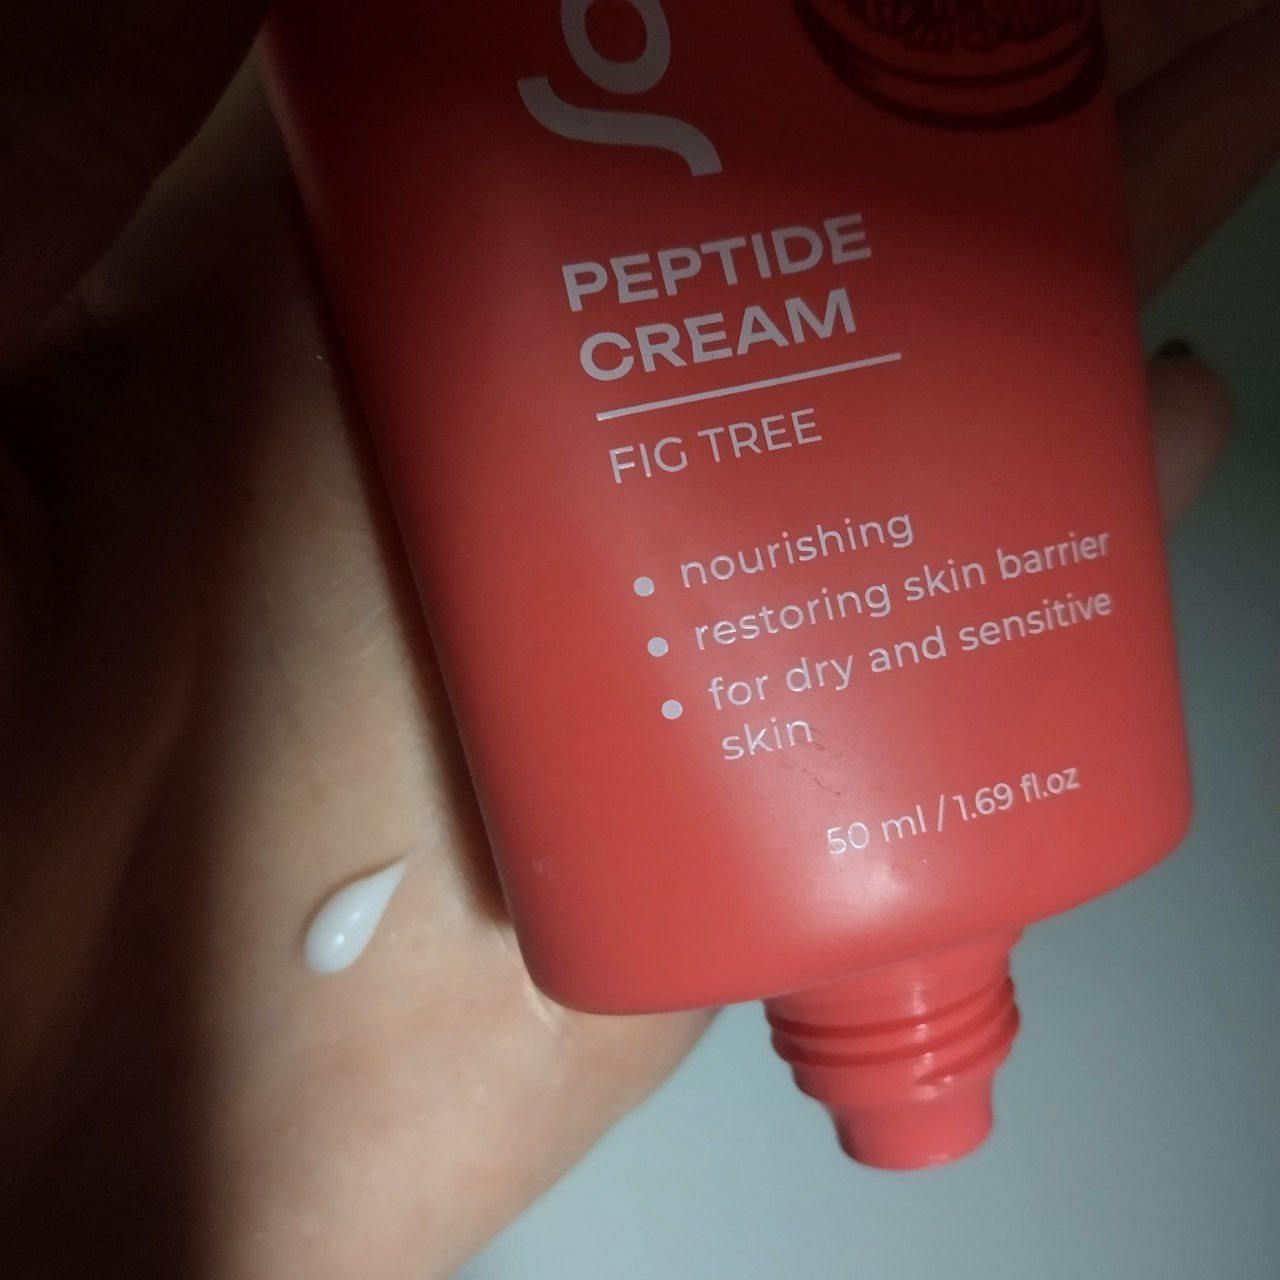 PEPTIDE
CREAM
FIG TREE
• nourishing
• restoring skin barrier
• for dry and sensitive
skin
50 ml / 1.69 fl.oz